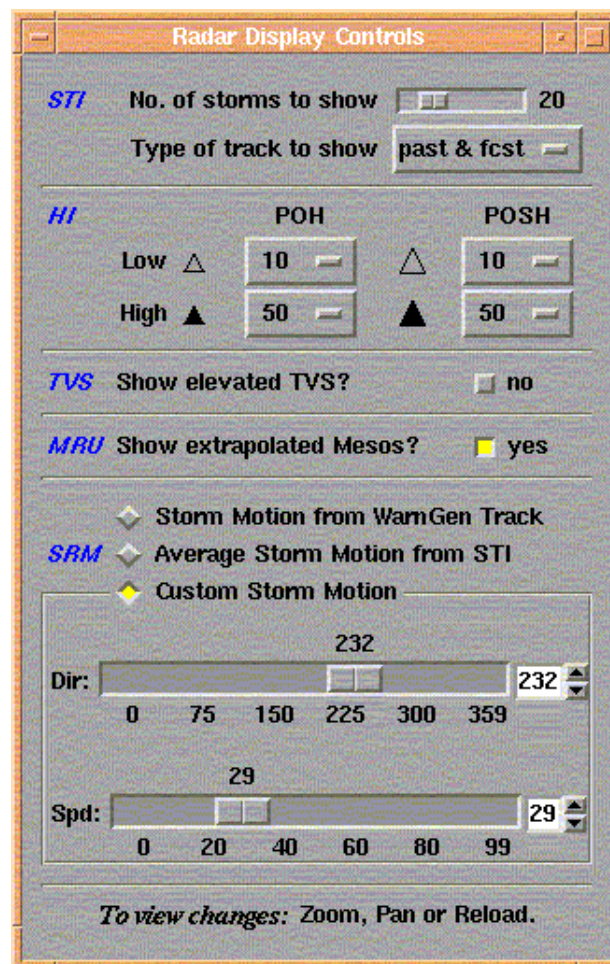 Radar Display Controls
STI No. of storms to show 20
Type of track to show past & fcst
HI POH POSH
Low 10 10
High 50 50
TVS Show elevated TVS? no
MRU Show extrapolated Mesos? yes
Storm Motion from WarnGen Track
SRM Average Storm Motion from STI
Custom Storm Motion
232
Dir: 232
0 75 150 225 300 359
29
Spd: 29
0 20 40 60 80 99
To view changes: Zoom, Pan or Reload.